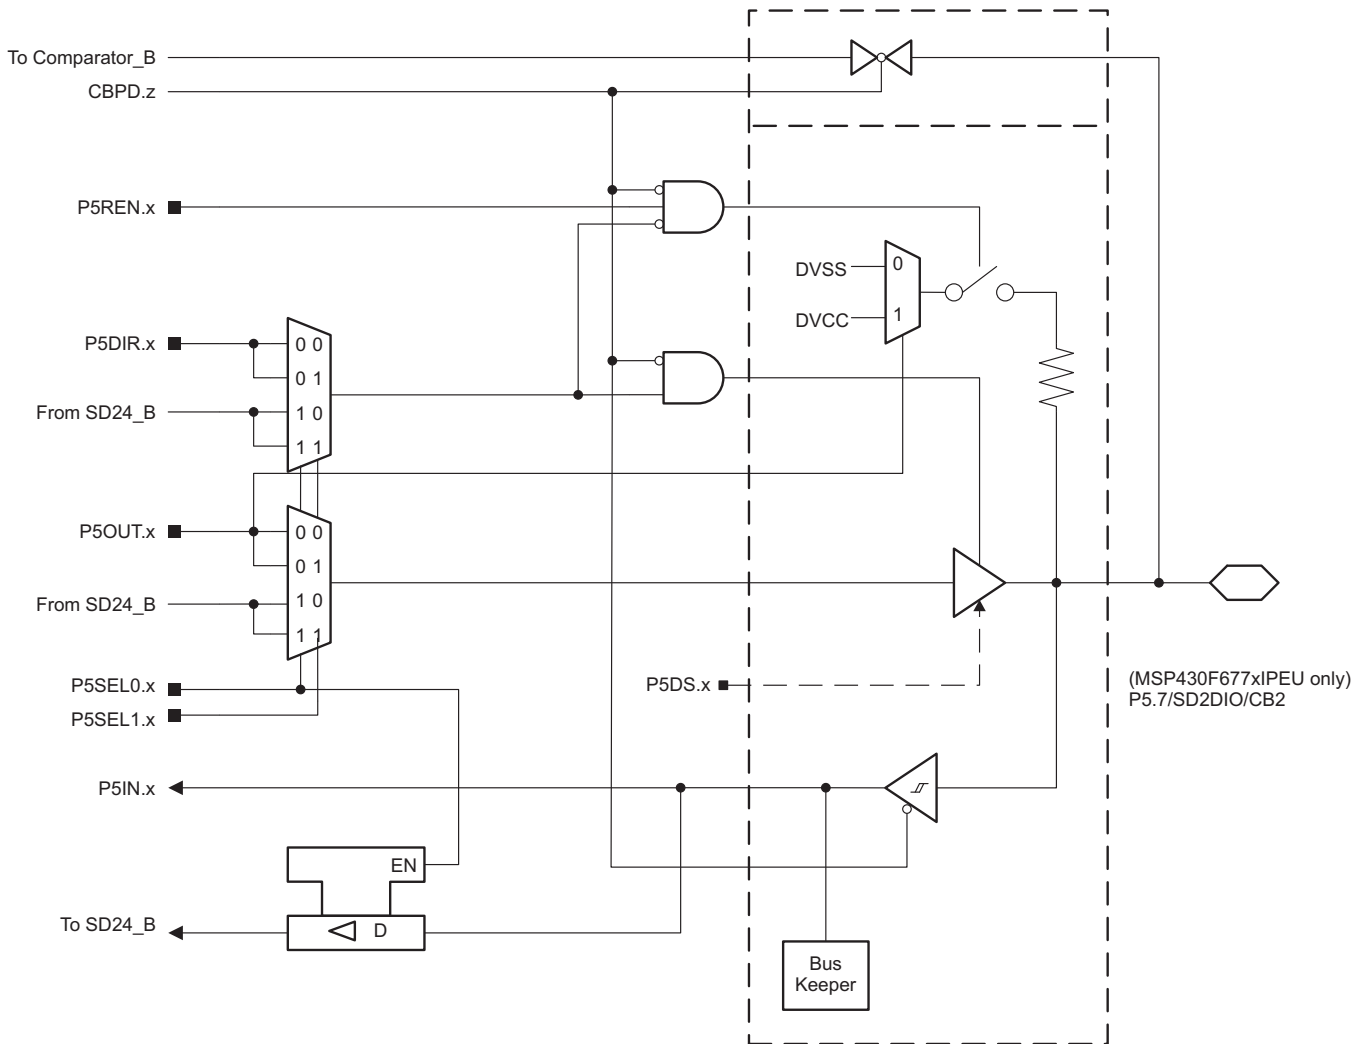 To Comparator_B
CBPD.z
P5REN.x
DVSS
0
DVCC
1
P5DIR.x
0 0
0 1
From SD24_B
1 0
1 1
P5OUT.x
0 0
0 1
From SD24_B
1 0
1 1
P5SEL0.x
P5SEL1.x
P5DS.x
(MSP430F677xIPEU only)
P5.7/SD2DIO/CB2
P5IN.x
EN
To SD24_B
D
Bus
Keeper